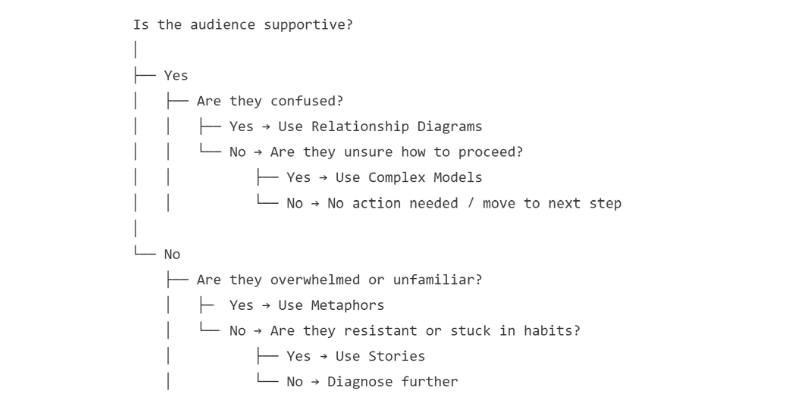 Is the audience supportive?
│
├── Yes
│   ├── Are they confused?
│   │   ├── Yes → Use Relationship Diagrams
│   │   └── No → Are they unsure how to proceed?
│   │          ├── Yes → Use Complex Models
│   │          └── No → No action needed / move to next step
│
└── No
    ├── Are they overwhelmed or unfamiliar?
    │   ├─  Yes → Use Metaphors
    │   └── No → Are they resistant or stuck in habits?
    │          ├── Yes → Use Stories
    │          └── No → Diagnose further